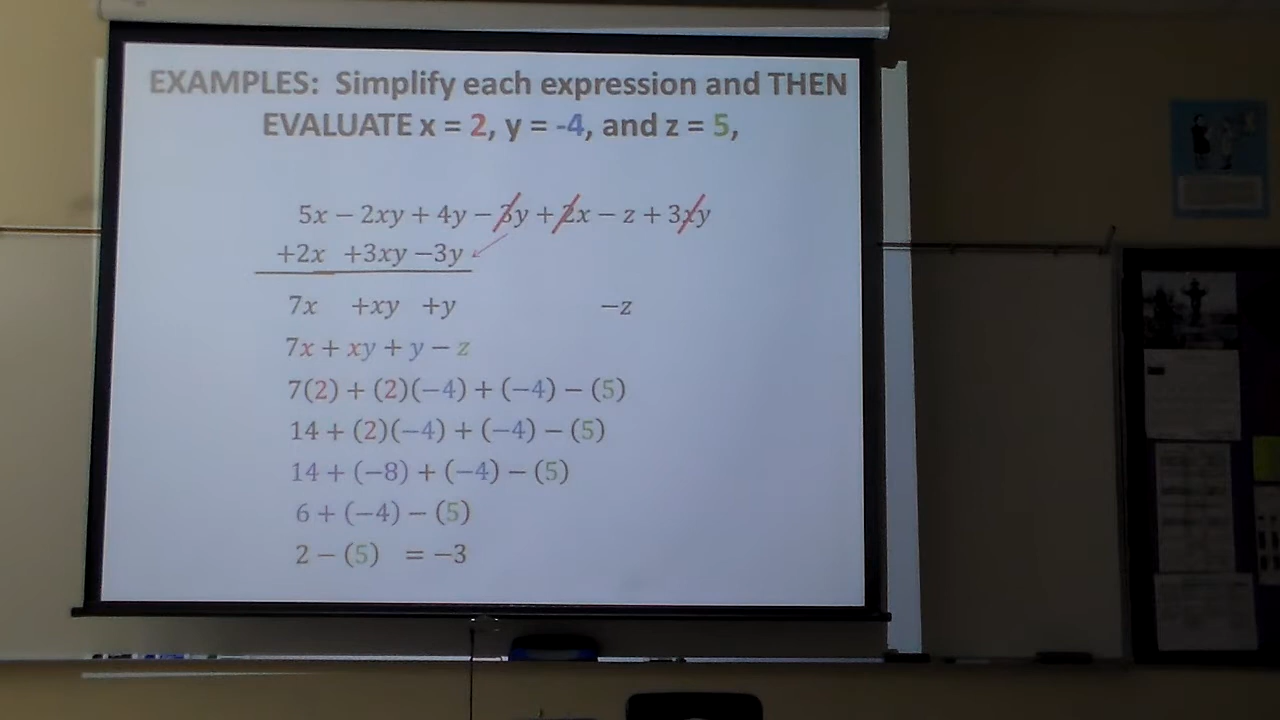 EXAMPLES: Simplify each expression and THEN
EVALUATE x = 2, y = -4, and z = 5,
5x − 2xy + 4y − 3y + 2x − z + 3xy
+2x +3xy −3y
7x +xy +y −z
7x + xy + y − z
7(2) + (2)(−4) + (−4) − (5)
14 + (2)(−4) + (−4) − (5)
14 + (−8) + (−4) − (5)
6 + (−4) − (5)
2 − (5) = −3